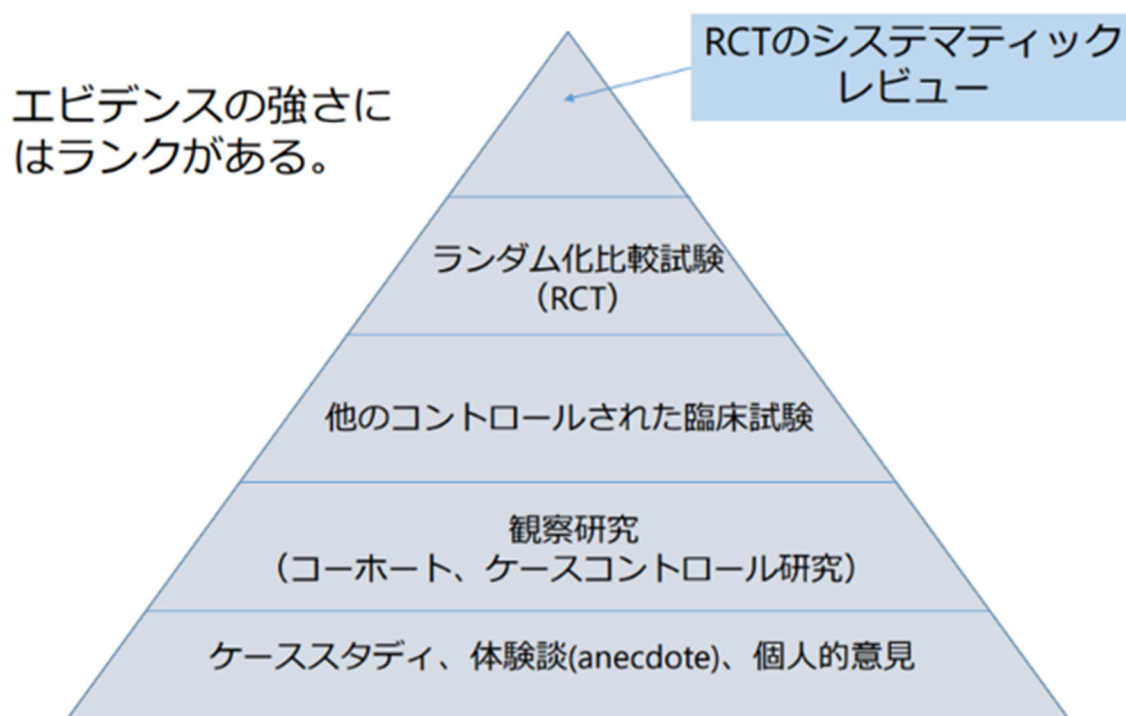 エビデンスの強さに
はランクがある。
RCTのシステマティック
レビュー
ランダム化比較試験
（RCT）
他のコントロールされた臨床試験
観察研究
（コーホート、ケースコントロール研究）
ケーススタディ、体験談(anecdote)、個人的意見